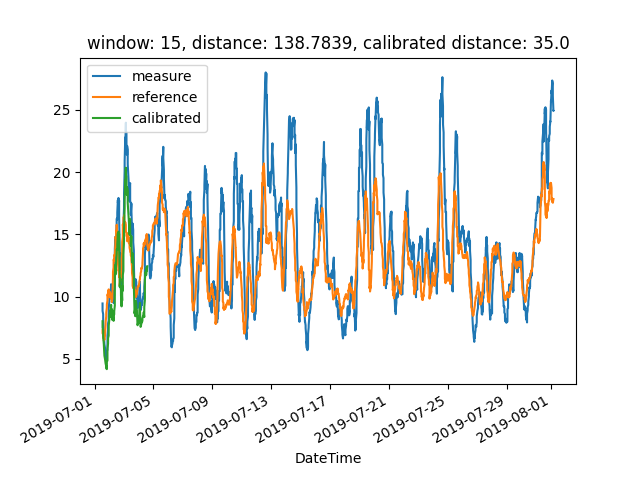 window: 15, distance: 138.7839, calibrated distance: 35.0
measure
reference
calibrated
25
20
15
10
5
2019-07-01
2019-07-05
2019-07-09
2019-07-13
2019-07-17
2019-07-21
2019-07-25
2019-07-29
2019-08-01
DateTime